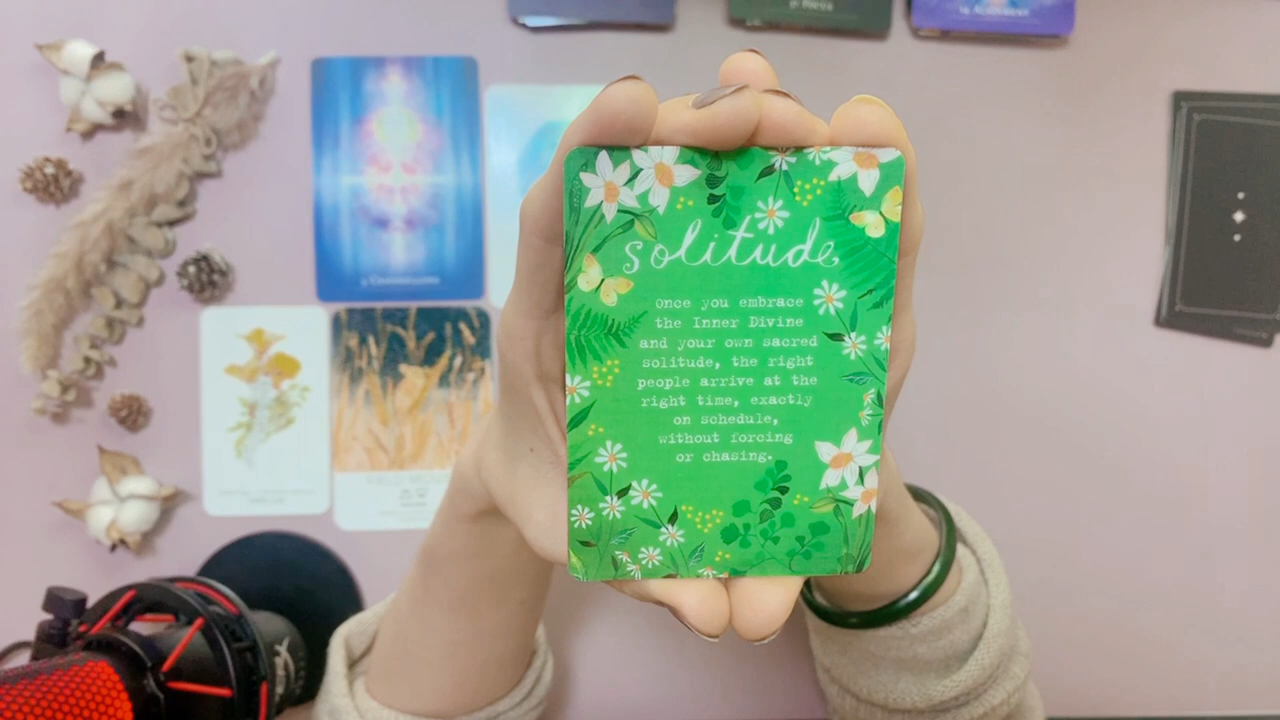 solitude
Once you embrace
the Inner Divine
and your own sacred
solitude, the right
people arrive at the
right time, exactly
on schedule,
without forcing
or chasing.